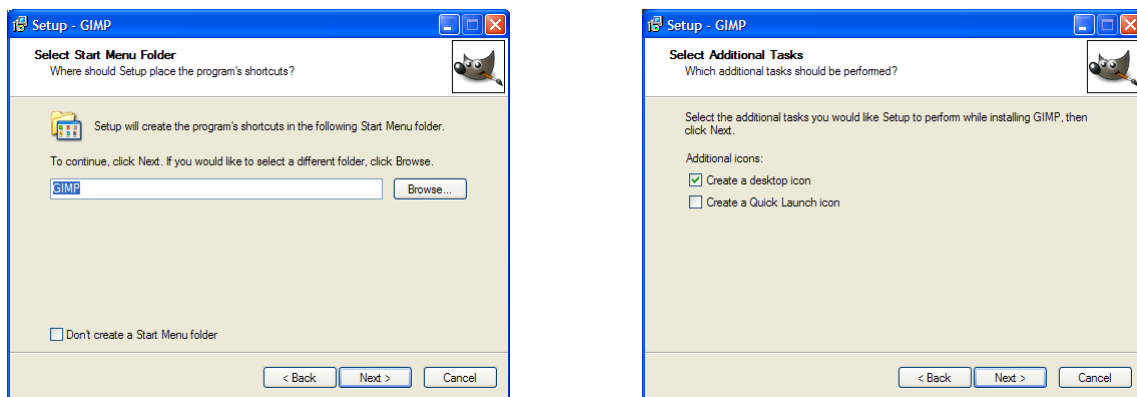 Setup - GIMP
Select Start Menu Folder
Where should Setup place the program's shortcuts?
Setup will create the program's shortcuts in the following Start Menu folder.
To continue, click Next. If you would like to select a different folder, click Browse.
GIMP
Browse...
Don't create a Start Menu folder
< Back
Next >
Cancel
Setup - GIMP
Select Additional Tasks
Which additional tasks should be performed?
Select the additional tasks you would like Setup to perform while installing GIMP, then
click Next.
Additional icons:
Create a desktop icon
Create a Quick Launch icon
< Back
Next >
Cancel